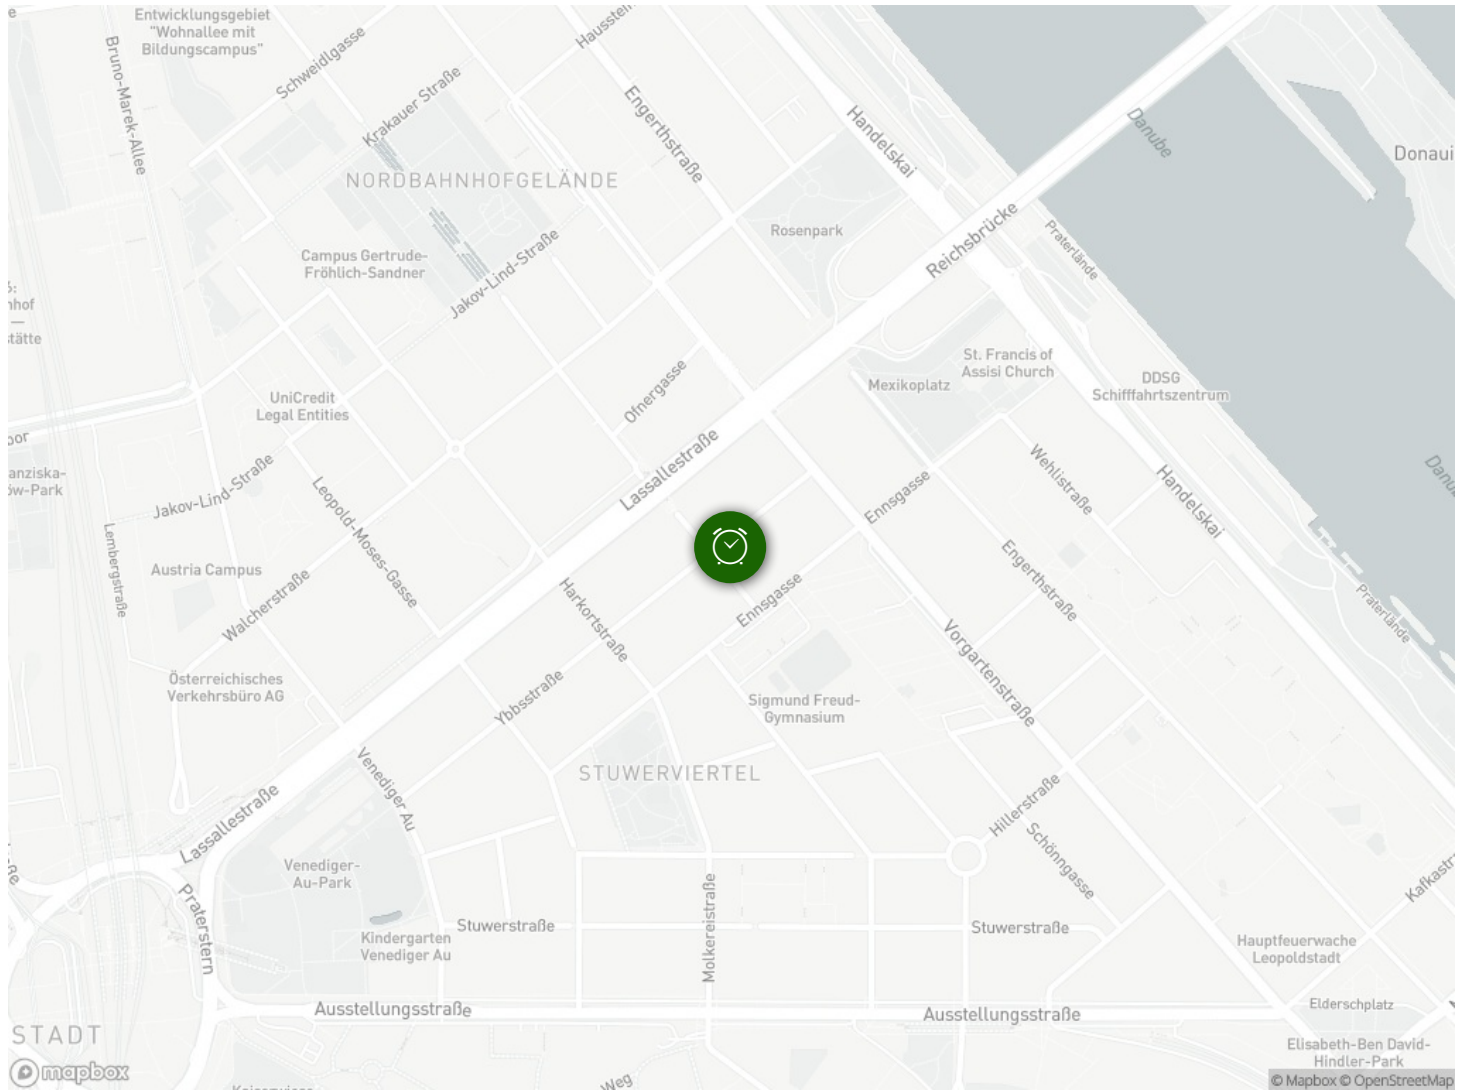 Entwicklungsgebiet
"Wohnallee mit
Bildungscampus"
Bruno-Marek-Allee
Schweidlgasse
Krakauer Straße
Engerthstraße
Handelskai
Danube
NORDBAHNHOFGELÄNDE
Rosenpark
Reichsbrücke
Praterlände
Campus Gertrude-
Fröhlich-Sandner
Jakov-Lind-Straße
St. Francis of
Assisi Church
Mexikoplatz
DDSG
Schifffahrtszentrum
Ofnergasse
UniCredit
Legal Entities
Lassallestraße
Wehlistraße
Handelskai
Jakov-Lind-Straße
Leopold-Moses-Gasse
Ennsgasse
Engerthstraße
Lembergstraße
Austria Campus
Walcherstraße
Harkortstraße
Ennsgasse
Praterlände
Vorgartenstraße
Österreichisches
Verkehrsbüro AG
Ybbsstraße
Sigmund Freud-
Gymnasium
STUWERVIERTEL
Venediger Au
Lassallestraße
Hillerstraße
Schönngasse
Venediger-
Au-Park
Praterstern
Kindergarten
Venediger Au
Stuwerstraße
Molkereistraße
Stuwerstraße
Hauptfeuerwache
Leopoldstadt
Ausstellungsstraße
Ausstellungsstraße
Elderschplatz
STADT
Elisabeth-Ben David-
Hindler-Park
Weg
mapbox
© Mapbox © OpenStreetMap